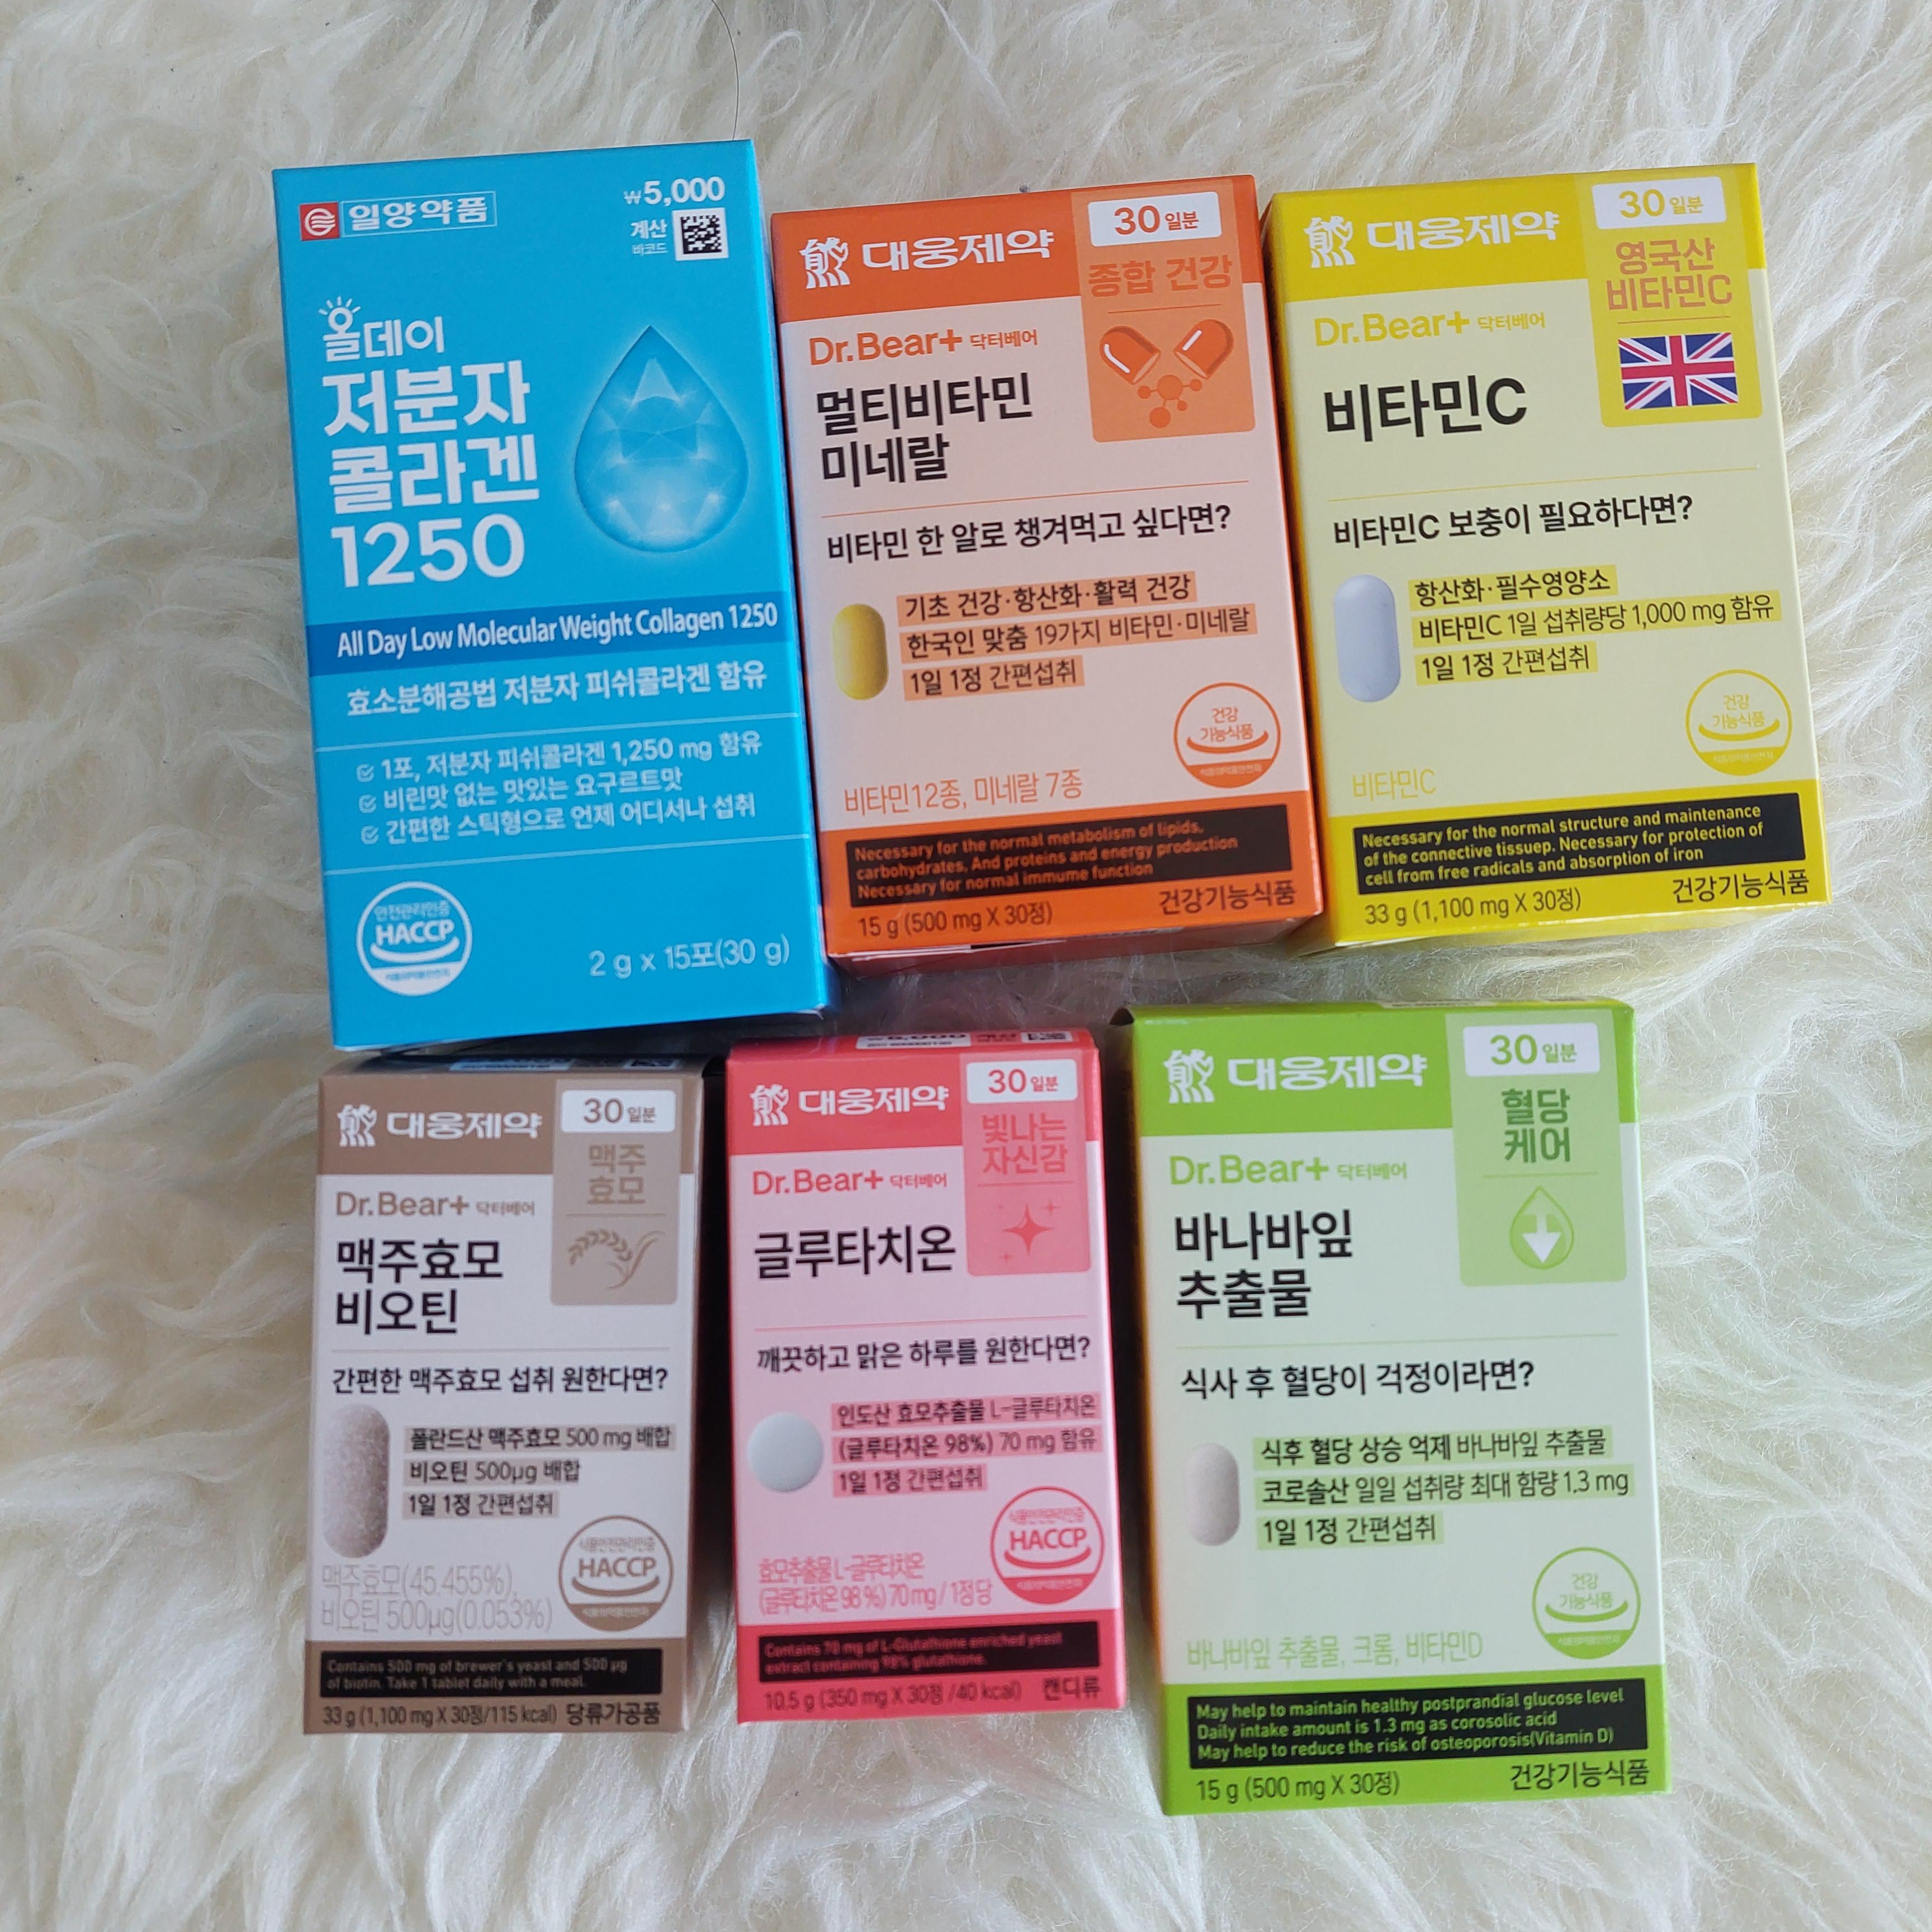 일양약품
₩5,000
계산
바코드
올데이
저분자
콜라겐
1250
All Day Low Molecular Weight Collagen 1250
효소분해공법 저분자 피쉬콜라겐 함유
1포, 저분자 피쉬콜라겐 1,250 mg 함유
비린맛 없는 맛있는 요구르트맛
간편한 스틱형으로 언제 어디서나 섭취
안전관리인증
HACCP
2 g x 15포(30 g)
대웅제약
30일분
종합 건강
Dr.Bear+ 닥터베어
멀티비타민
미네랄
비타민 한 알로 챙겨먹고 싶다면?
기초 건강·항산화·활력 건강
한국인 맞춤 19가지 비타민·미네랄
1일 1정 간편섭취
건강
기능식품
식품의약품안전처
비타민12종, 미네랄 7종
Necessary for the normal metabolism of lipids,
carbohydrates, And proteins and energy production
Necessary for normal immume function
15 g (500 mg X 30정)
건강기능식품
대웅제약
30일분
영국산
비타민C
Dr.Bear+ 닥터베어
비타민C
비타민C 보충이 필요하다면?
항산화·필수영양소
비타민C 1일 섭취량당 1,000 mg 함유
1일 1정 간편섭취
건강
기능식품
식품의약품안전처
비타민C
Necessary for the normal structure and maintenance
of the connective tissuep. Necessary for protection of
cell from free radicals and absorption of iron
33 g (1,100 mg X 30정)
건강기능식품
대웅제약
30일분
맥주
효모
Dr.Bear+ 닥터베어
맥주효모
비오틴
간편한 맥주효모 섭취 원한다면?
폴란드산 맥주효모 500 mg 배합
비오틴 500μg 배합
1일 1정 간편섭취
HACCP
맥주효모(45.455%),
비오틴 500μg(0.053%)
Contains 500 mg of brewer's yeast and 500 μg
of biotin. Take 1 tablet daily with a meal.
33 g (1,100 mg X 30정/115 kcal)
당류가공품
대웅제약
30일분
빛나는
자신감
Dr.Bear+ 닥터베어
글루타치온
깨끗하고 맑은 하루를 원한다면?
인도산 효모추출물 L-글루타치온
(글루타치온 98%) 70 mg 함유
1일 1정 간편섭취
HACCP
효모추출물 L-글루타치온
(글루타치온 98 %) 70 mg / 1정당
Contains 70 mg of L-Glutathione enriched yeast
extract containing 98% glutathione.
10.5 g (350 mg X 30정 /40 kcal)
캔디류
대웅제약
30일분
혈당
케어
Dr.Bear+ 닥터베어
바나바잎
추출물
식사 후 혈당이 걱정이라면?
식후 혈당 상승 억제 바나바잎 추출물
코로솔산 일일 섭취량 최대 함량 1.3 mg
1일 1정 간편섭취
건강
기능식품
식품의약품안전처
바나바잎 추출물, 크롬, 비타민D
May help to maintain healthy postprandial glucose level
Daily intake amount is 1.3 mg as corosolic acid
May help to reduce the risk of osteoporosis(Vitamin D)
15 g (500 mg X 30정)
건강기능식품